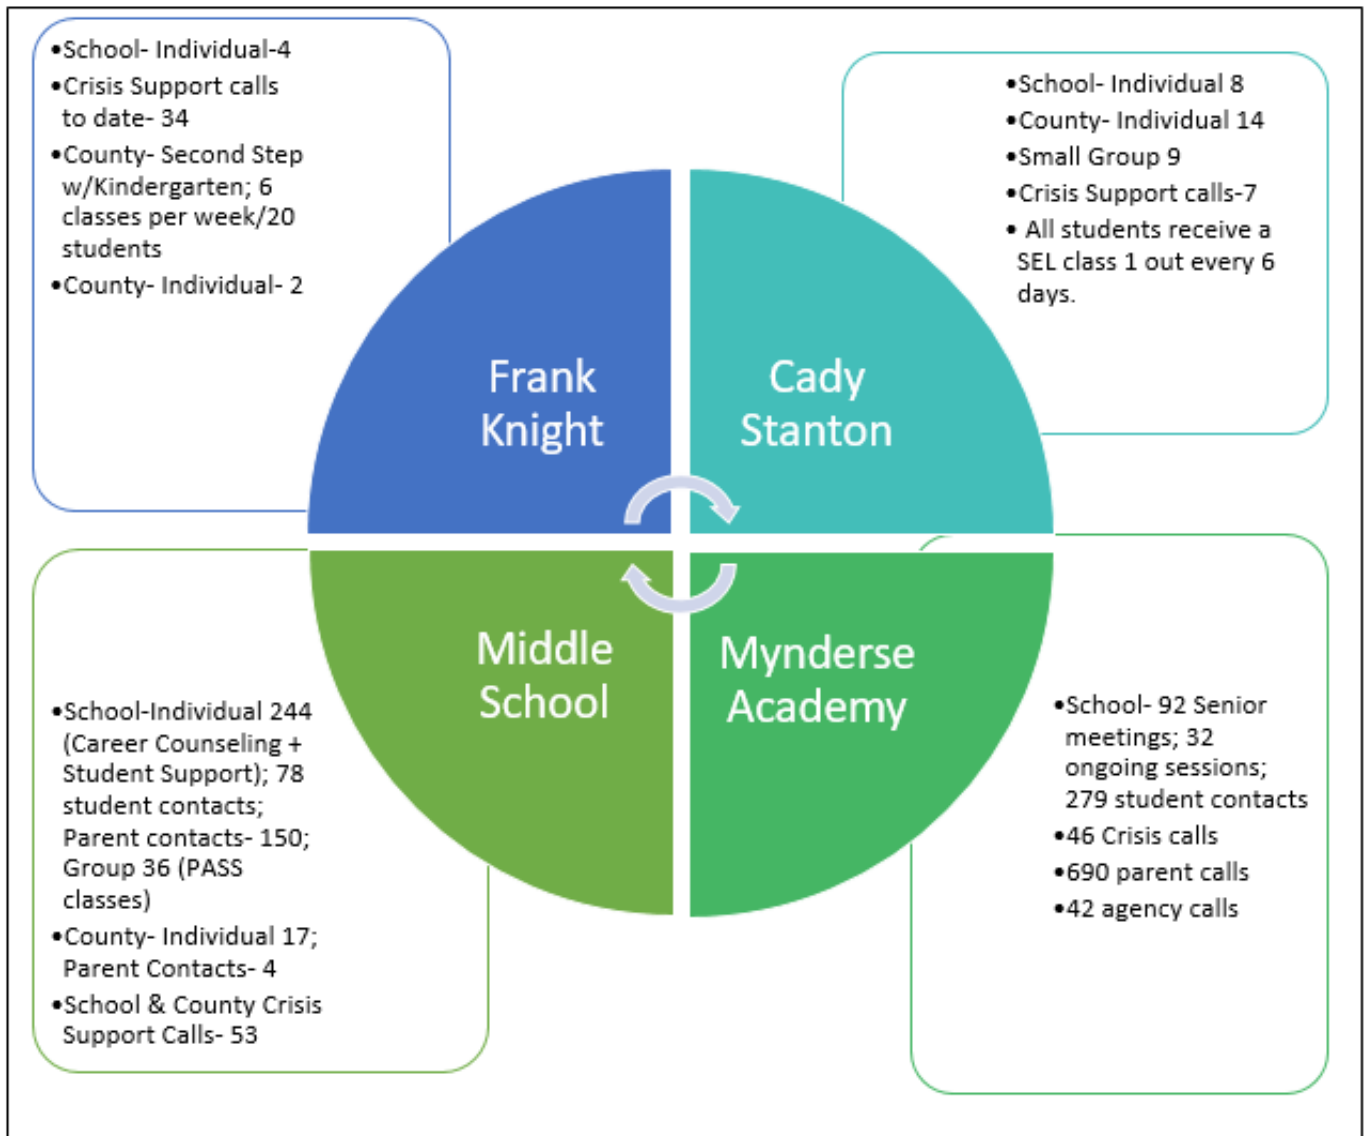 •School- Individual-4
•Crisis Support calls
to date- 34
•County- Second Step
w/Kindergarten; 6
classes per week/20
students
•County- Individual- 2
•School- Individual 8
•County- Individual 14
•Small Group 9
•Crisis Support calls-7
• All students receive a
SEL class 1 out every 6
days.
Frank
Knight
Cady
Stanton
Middle
School
Mynderse
Academy
•School-Individual 244
(Career Counseling +
Student Support); 78
student contacts;
Parent contacts- 150;
Group 36 (PASS
classes)
•County- Individual 17;
Parent Contacts- 4
•School & County Crisis
Support Calls- 53
•School- 92 Senior
meetings; 32
ongoing sessions;
279 student contacts
•46 Crisis calls
•690 parent calls
•42 agency calls